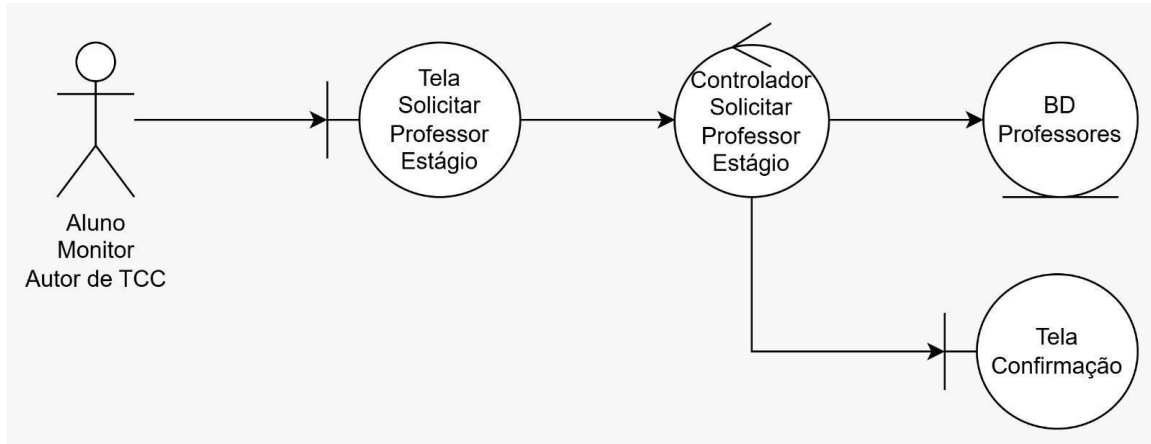 Aluno
Monitor
Autor de TCC
Tela
Solicitar
Professor
Estágio
Controlador
Solicitar
Professor
Estágio
BD
Professores
Tela
Confirmação